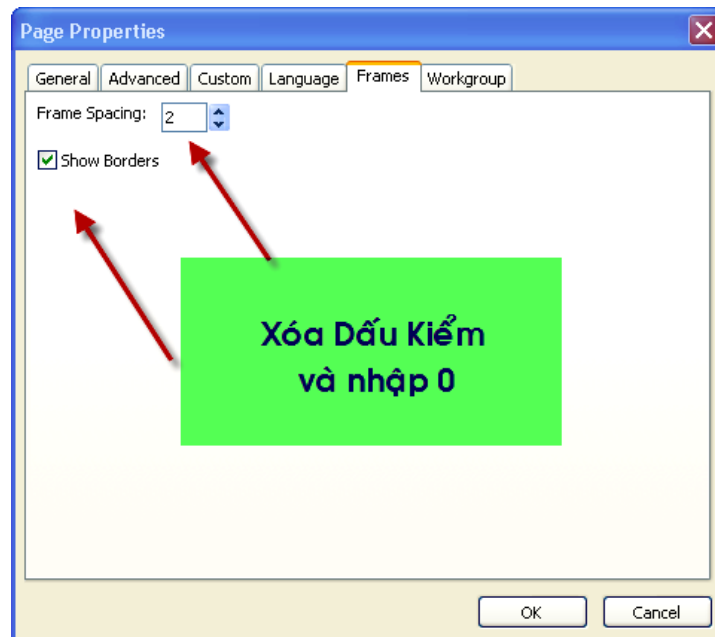 Page Properties
General Advanced Custom Language Frames Workgroup
Frame Spacing: 2
Show Borders
Xóa Dấu Kiểm
và nhập 0
OK Cancel